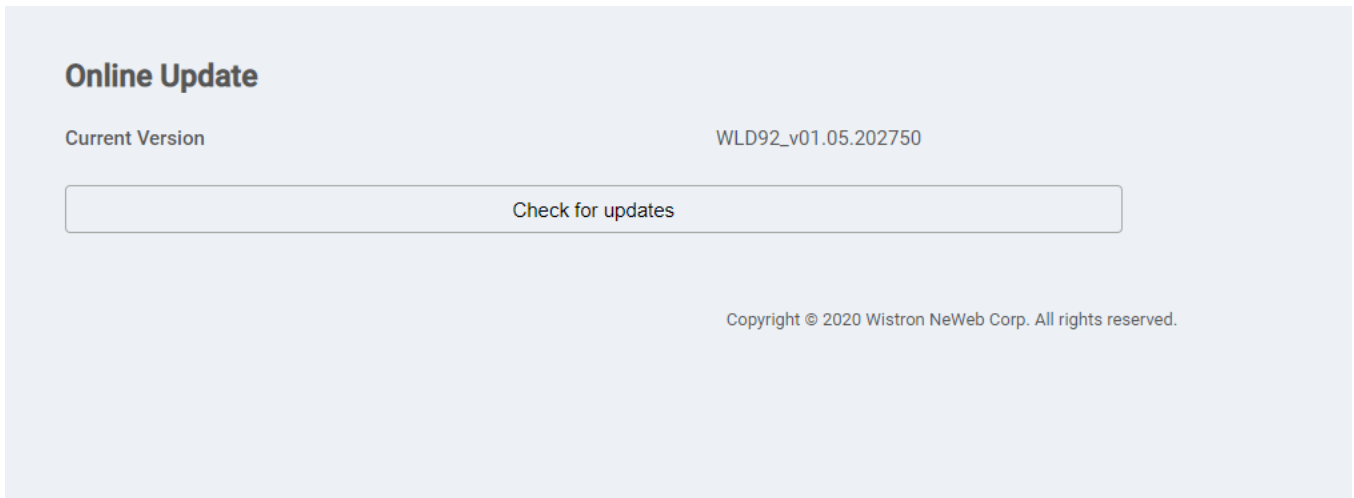 Online Update
Current Version WLD92_v01.05.202750
Check for updates
Copyright © 2020 Wistron NeWeb Corp. All rights reserved.